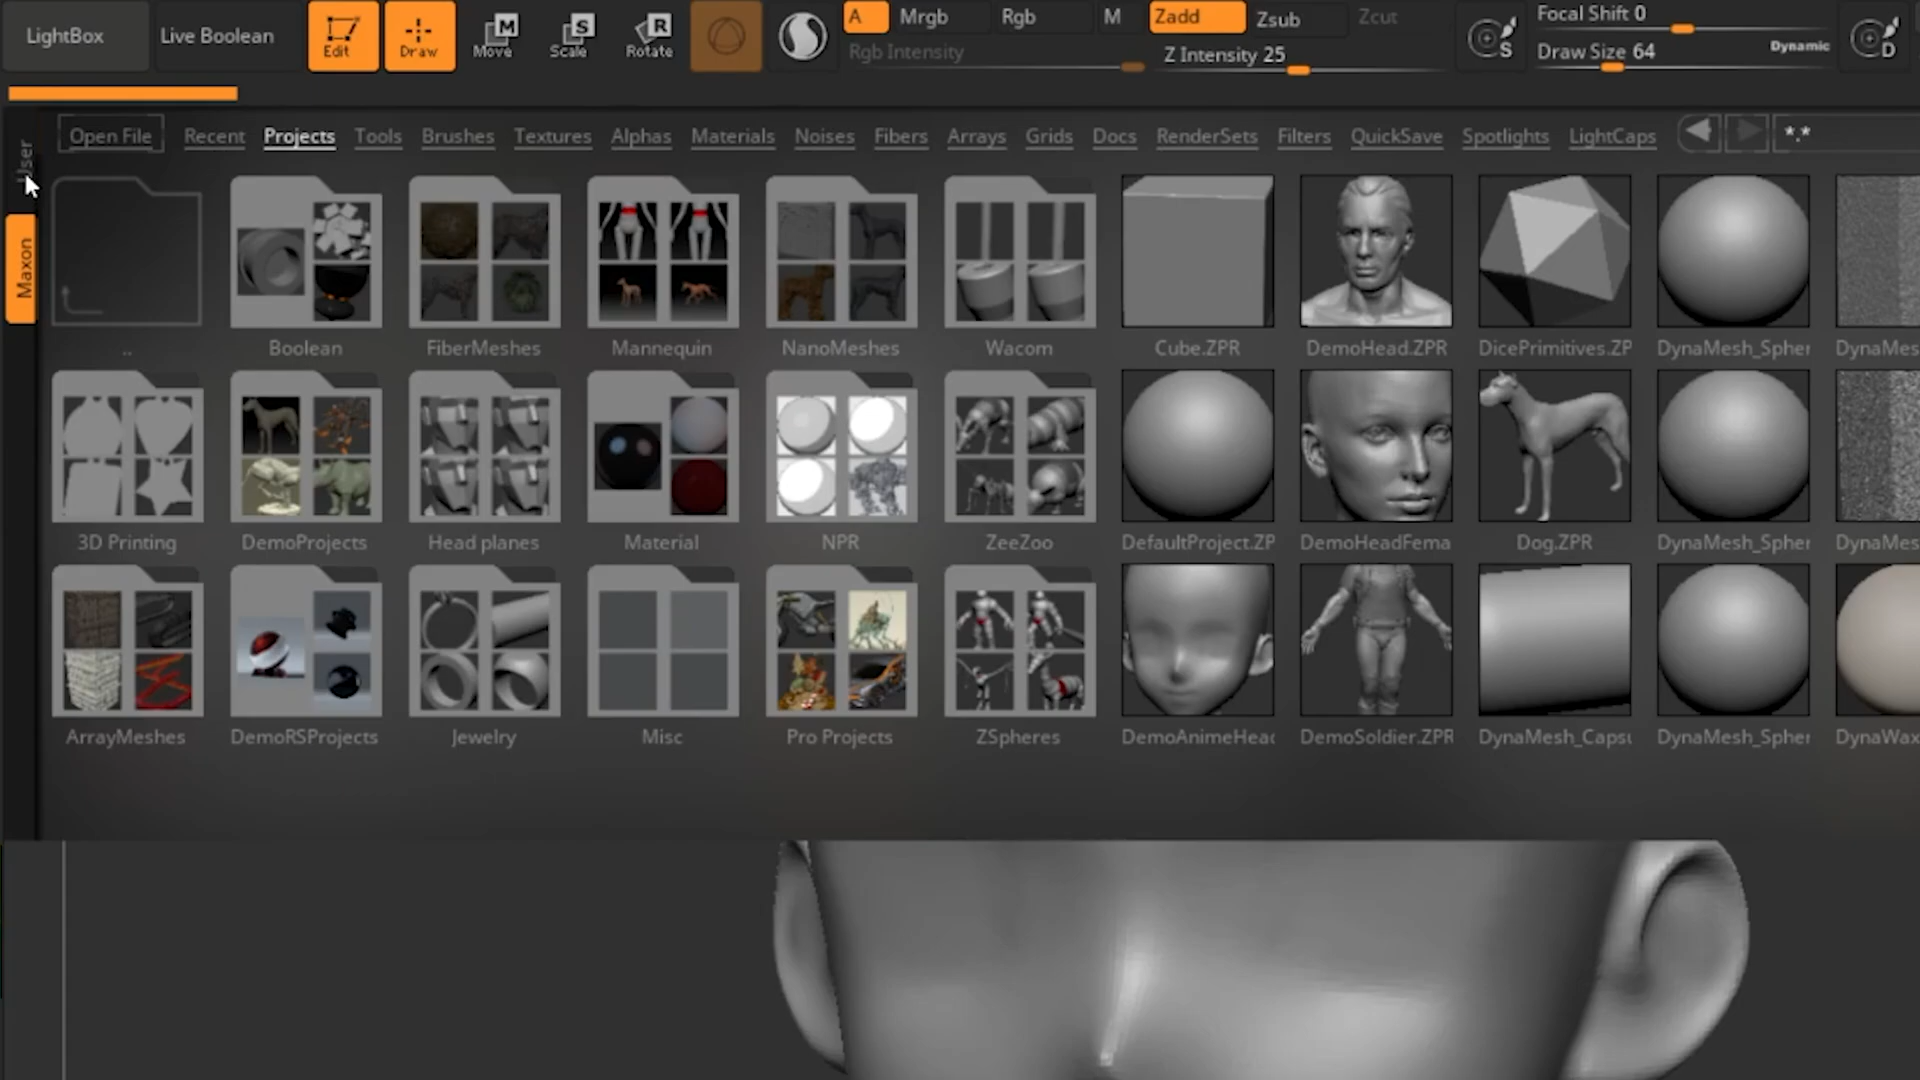 LightBox
Live Boolean
Edit
Draw
M
Move
S
Scale
R
Rotate
A
Mrgb
Rgb
M
Zadd
Zsub
Zcut
Rgb Intensity
Z Intensity 25
S
Focal Shift 0
Draw Size 64
Dynamic
D
User
Maxon
Open File
Recent
Projects
Tools
Brushes
Textures
Alphas
Materials
Noises
Fibers
Arrays
Grids
Docs
RenderSets
Filters
QuickSave
Spotlights
LightCaps
*.*
..
Boolean
FiberMeshes
Mannequin
NanoMeshes
Wacom
Cube.ZPR
DemoHead.ZPR
DicePrimitives.ZP
DynaMesh_Spher
DynaMes
3D Printing
DemoProjects
Head planes
Material
NPR
ZeeZoo
DefaultProject.ZP
DemoHeadFema
Dog.ZPR
DynaMesh_Spher
DynaMes
ArrayMeshes
DemoRSProjects
Jewelry
Misc
Pro Projects
ZSpheres
DemoAnimeHeac
DemoSoldier.ZPR
DynaMesh_Capsu
DynaMesh_Spher
DynaWax